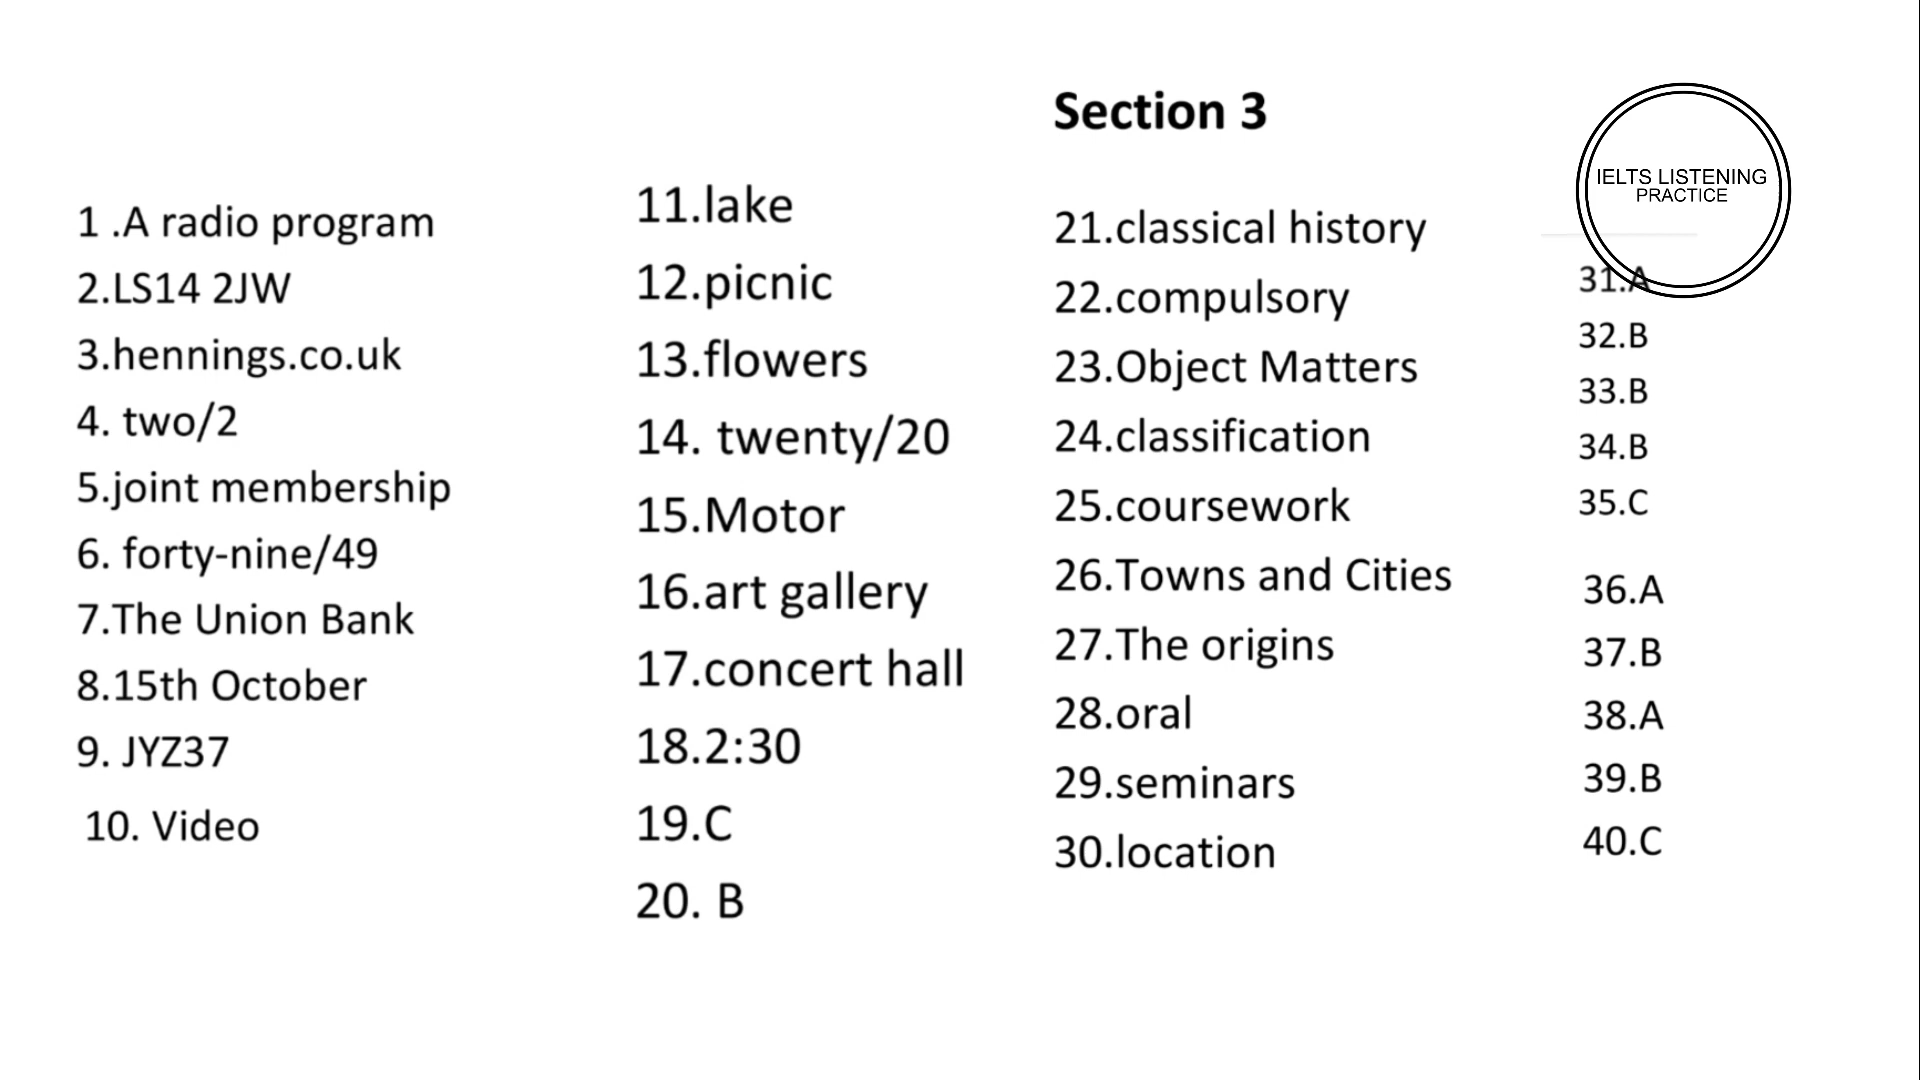 1 .A radio program
2.LS14 2JW
3.hennings.co.uk
4. two/2
5.joint membership
6. forty-nine/49
7.The Union Bank
8.15th October
9. JYZ37
10. Video
11.lake
12.picnic
13.flowers
14. twenty/20
15.Motor
16.art gallery
17.concert hall
18.2:30
19.C
20. B
Section 3
21.classical history
22.compulsory
23.Object Matters
24.classification
25.coursework
26.Towns and Cities
27.The origins
28.oral
29.seminars
30.location
IELTS LISTENING
PRACTICE
31.A
32.B
33.B
34.B
35.C
36.A
37.B
38.A
39.B
40.C